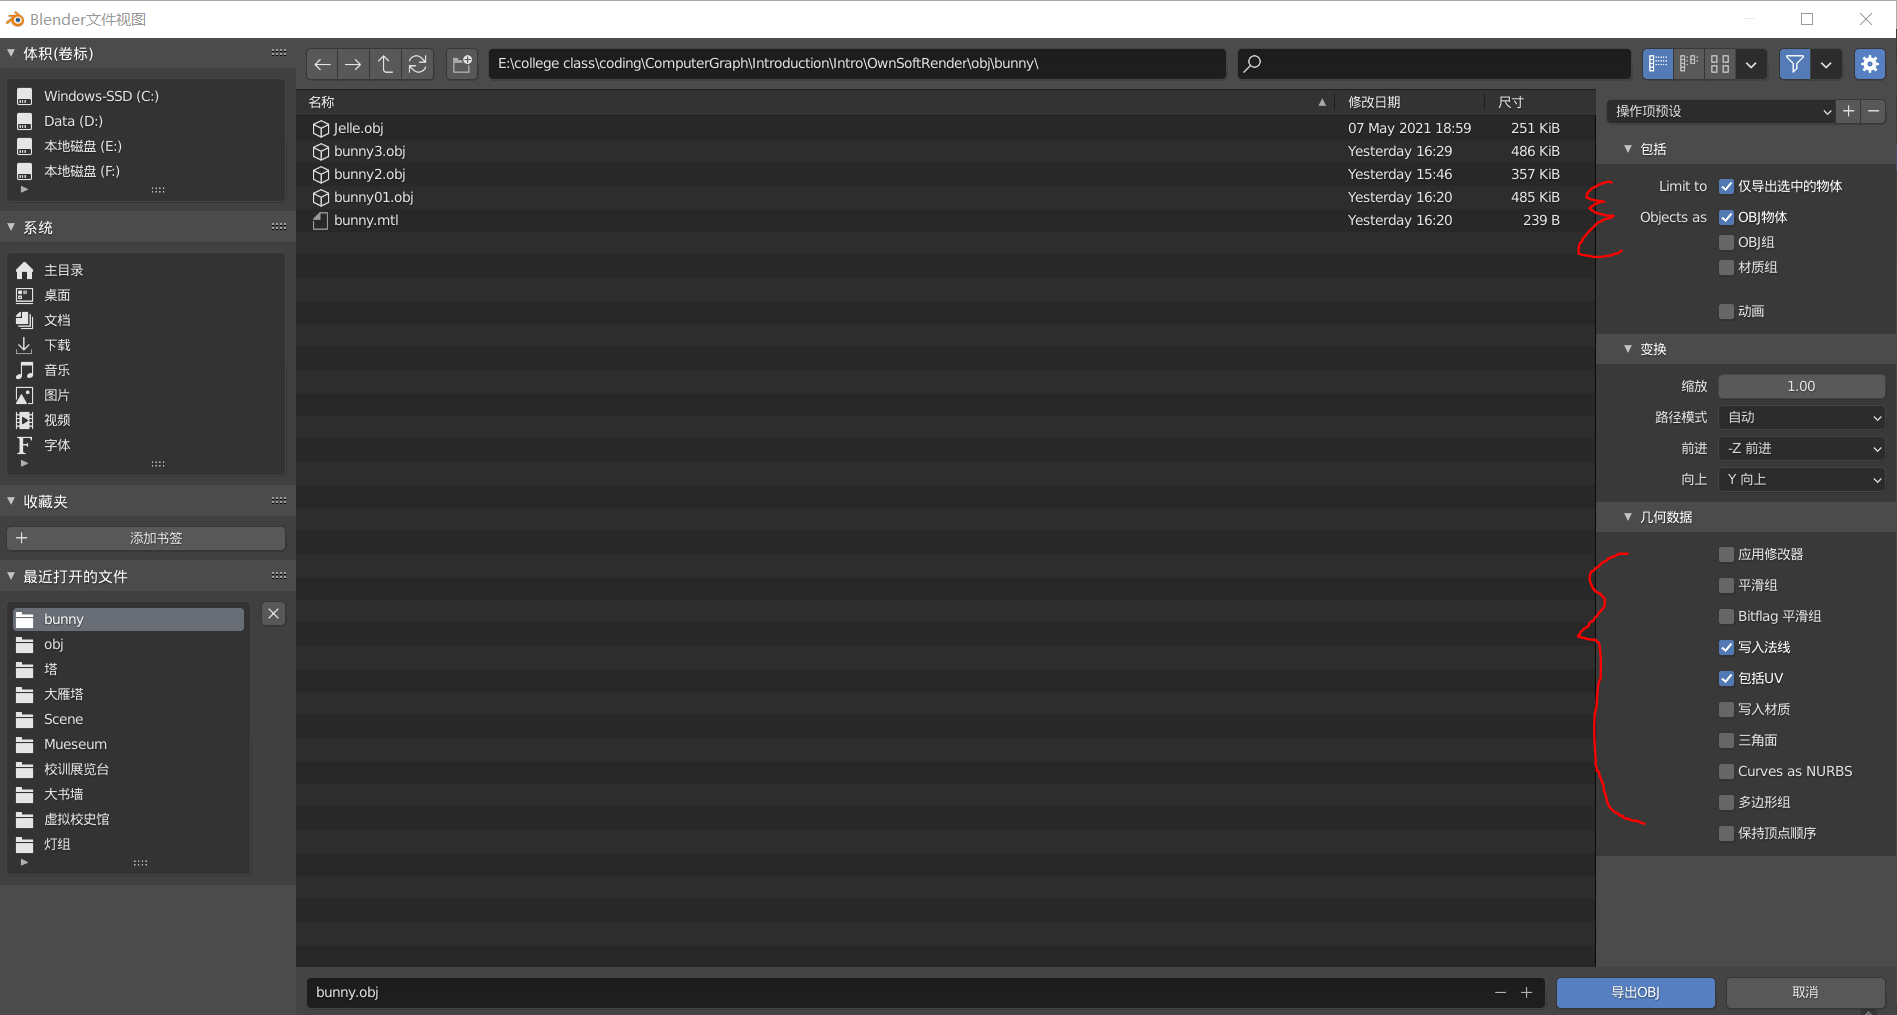 Blender文件视图
体积(卷标)
Windows-SSD (C:)
Data (D:)
本地磁盘 (E:)
本地磁盘 (F:)
系统
主目录
桌面
文档
下载
音乐
图片
视频
字体
收藏夹
添加书签
最近打开的文件
bunny
obj
塔
大雁塔
Scene
Mueseum
校训展览台
大书墙
虚拟校史馆
灯组
E:\college class\coding\ComputerGraph\Introduction\Intro\OwnSoftRender\obj\bunny\
名称 修改日期 尺寸
Jelle.obj 07 May 2021 18:59 251 KiB
bunny3.obj Yesterday 16:29 486 KiB
bunny2.obj Yesterday 15:46 357 KiB
bunny01.obj Yesterday 16:20 485 KiB
bunny.mtl Yesterday 16:20 239 B
操作项预设
包括
Limit to 仅导出选中的物体
Objects as OBJ物体
OBJ组
材质组
动画
变换
缩放 1.00
路径模式 自动
前进 -Z 前进
向上 Y 向上
几何数据
应用修改器
平滑组
Bitflag 平滑组
写入法线
包括UV
写入材质
三角面
Curves as NURBS
多边形组
保持顶点顺序
bunny.obj
导出OBJ
取消